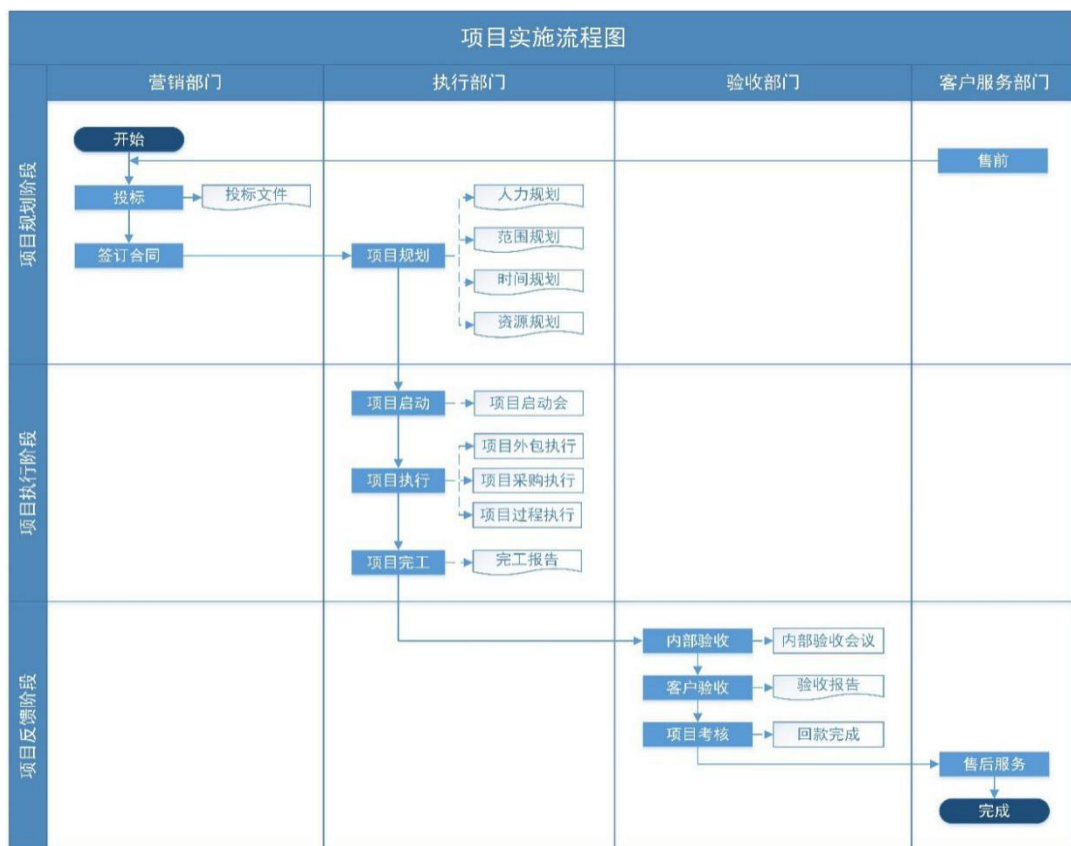 项目实施流程图
营销部门
执行部门
验收部门
客户服务部门
项目规划阶段
开始
售前
投标
投标文件
人力规划
范围规划
签订合同
项目规划
时间规划
资源规划
项目执行阶段
项目启动
项目启动会
项目外包执行
项目执行
项目采购执行
项目过程执行
项目完工
完工报告
项目反馈阶段
内部验收
内部验收会议
客户验收
验收报告
项目考核
回款完成
售后服务
完成